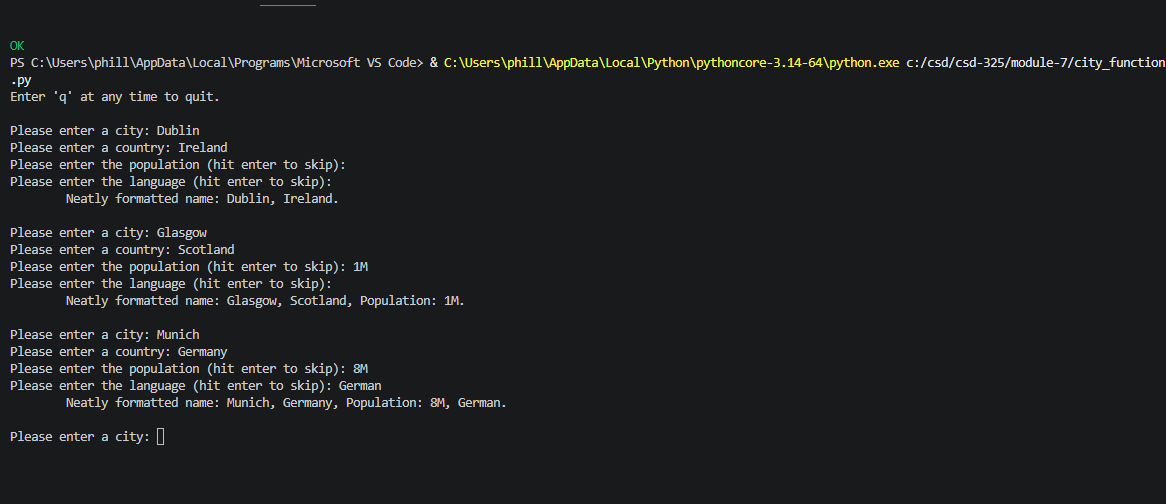 OK
PS C:\Users\phill\AppData\Local\Programs\Microsoft VS Code> & C:\Users\phill\AppData\Local\Python\pythoncore-3.14-64\python.exe c:/csd/csd-325/module-7/city_function
.py
Enter 'q' at any time to quit.
Please enter a city: Dublin
Please enter a country: Ireland
Please enter the population (hit enter to skip):
Please enter the language (hit enter to skip):
Neatly formatted name: Dublin, Ireland.
Please enter a city: Glasgow
Please enter a country: Scotland
Please enter the population (hit enter to skip): 1M
Please enter the language (hit enter to skip):
Neatly formatted name: Glasgow, Scotland, Population: 1M.
Please enter a city: Munich
Please enter a country: Germany
Please enter the population (hit enter to skip): 8M
Please enter the language (hit enter to skip): German
Neatly formatted name: Munich, Germany, Population: 8M, German.
Please enter a city: